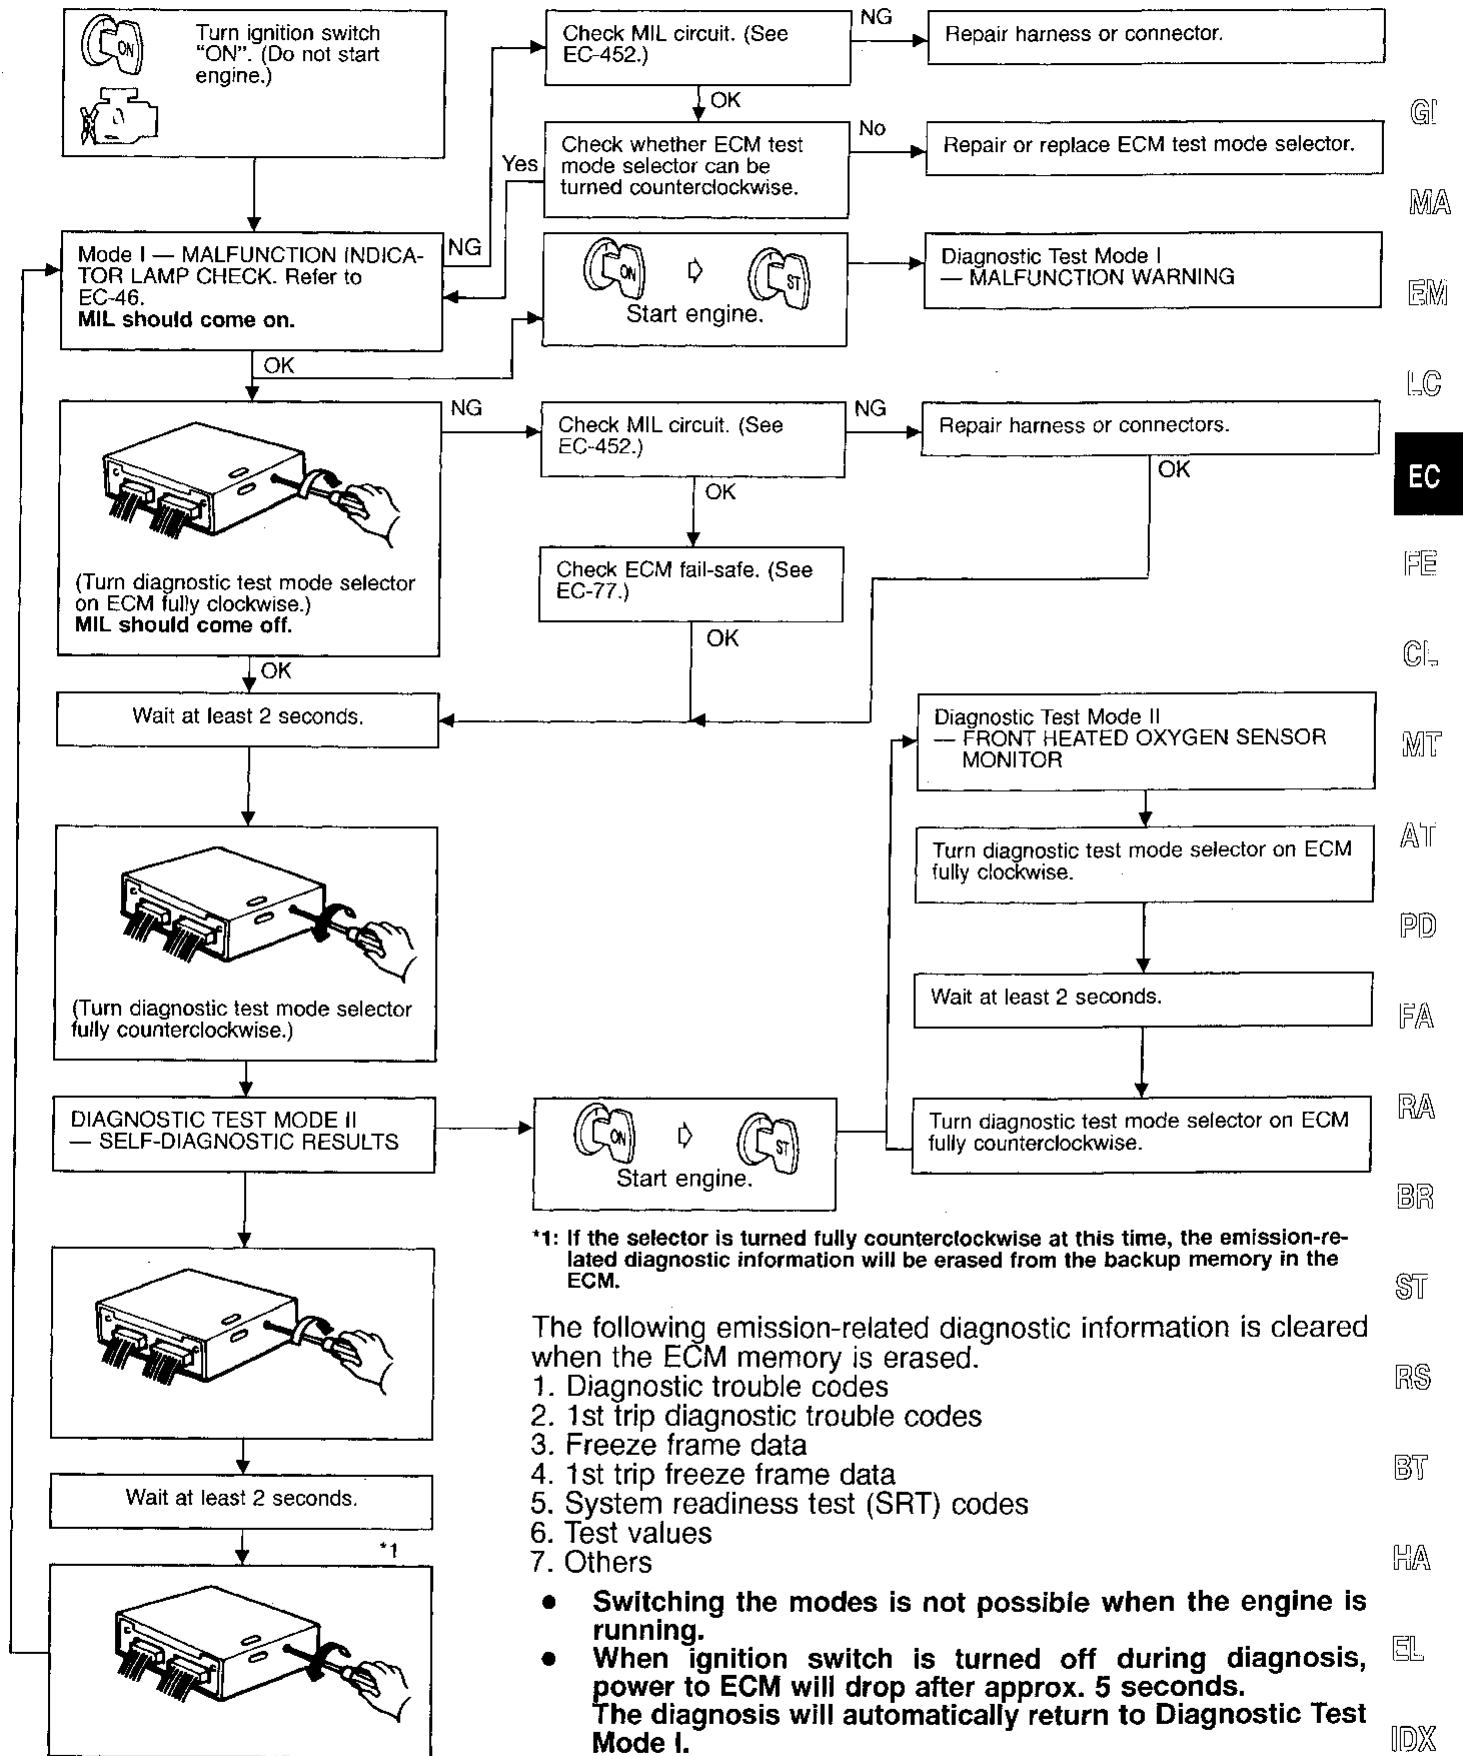 Turn ignition switch
"ON". (Do not start
engine.)
ON
Check MIL circuit. (See
EC-452.)
NG
Repair harness or connector.
OK
Check whether ECM test
mode selector can be
turned counterclockwise.
Yes
No
Repair or replace ECM test mode selector.
Mode I — MALFUNCTION INDICA-
TOR LAMP CHECK. Refer to
EC-46.
MIL should come on.
NG
ON
ST
Start engine.
Diagnostic Test Mode I
— MALFUNCTION WARNING
OK
(Turn diagnostic test mode selector
on ECM fully clockwise.)
MIL should come off.
NG
Check MIL circuit. (See
EC-452.)
NG
Repair harness or connectors.
OK
OK
Check ECM fail-safe. (See
EC-77.)
OK
OK
Wait at least 2 seconds.
Diagnostic Test Mode II
— FRONT HEATED OXYGEN SENSOR
MONITOR
Turn diagnostic test mode selector on ECM
fully clockwise.
(Turn diagnostic test mode selector
fully counterclockwise.)
Wait at least 2 seconds.
DIAGNOSTIC TEST MODE II
— SELF-DIAGNOSTIC RESULTS
ON
ST
Start engine.
Turn diagnostic test mode selector on ECM
fully counterclockwise.
*1: If the selector is turned fully counterclockwise at this time, the emission-re-
lated diagnostic information will be erased from the backup memory in the
ECM.
The following emission-related diagnostic information is cleared
when the ECM memory is erased.
1. Diagnostic trouble codes
2. 1st trip diagnostic trouble codes
3. Freeze frame data
4. 1st trip freeze frame data
5. System readiness test (SRT) codes
6. Test values
7. Others
Wait at least 2 seconds.
*1
● Switching the modes is not possible when the engine is
running.
● When ignition switch is turned off during diagnosis,
power to ECM will drop after approx. 5 seconds.
The diagnosis will automatically return to Diagnostic Test
Mode I.
GI
MA
EM
LC
EC
FE
CL
MT
AT
PD
FA
RA
BR
ST
RS
BT
HA
EL
IDX